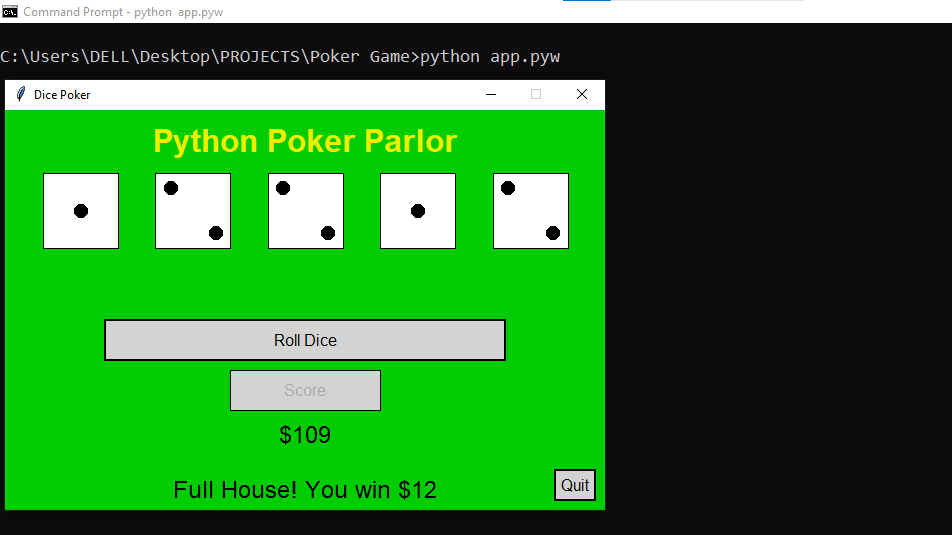 Command Prompt - python  app.pyw
C:\Users\DELL\Desktop\PROJECTS\Poker Game>python app.pyw
Dice Poker
Python Poker Parlor
Roll Dice
Score
$109
Full House! You win $12
Quit